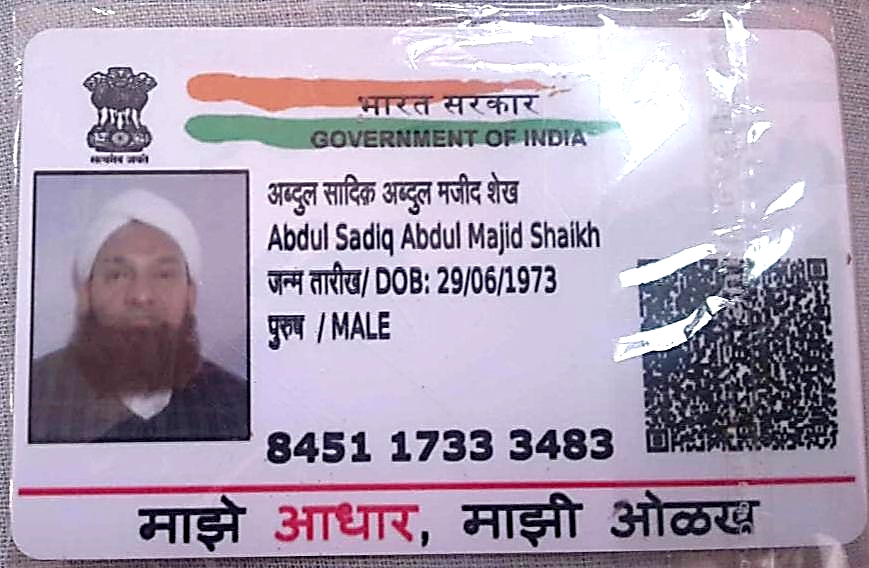 भारत सरकार
GOVERNMENT OF INDIA
सत्यमेव जयते
अब्दुल सादिक़ अब्दुल मजीद शेख
Abdul Sadiq Abdul Majid Shaikh
जन्म तारीख/ DOB: 29/06/1973
पुरुष / MALE
8451 1733 3483
माझे आधार, माझी ओळख